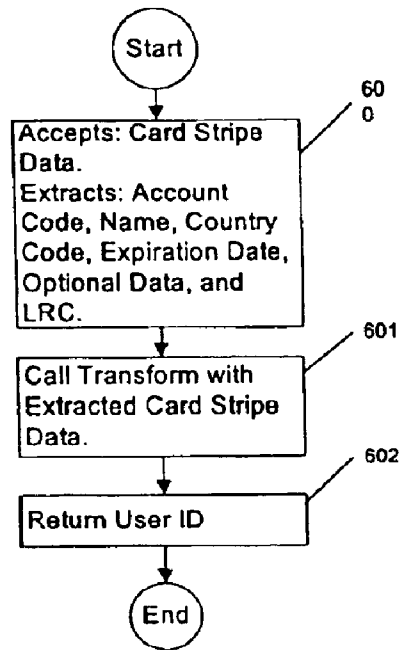 Start
60
0
Accepts: Card Stripe
Data.
Extracts: Account
Code, Name, Country
Code, Expiration Date,
Optional Data, and
LRC.
601
Call Transform with
Extracted Card Stripe
Data.
602
Return User ID
End